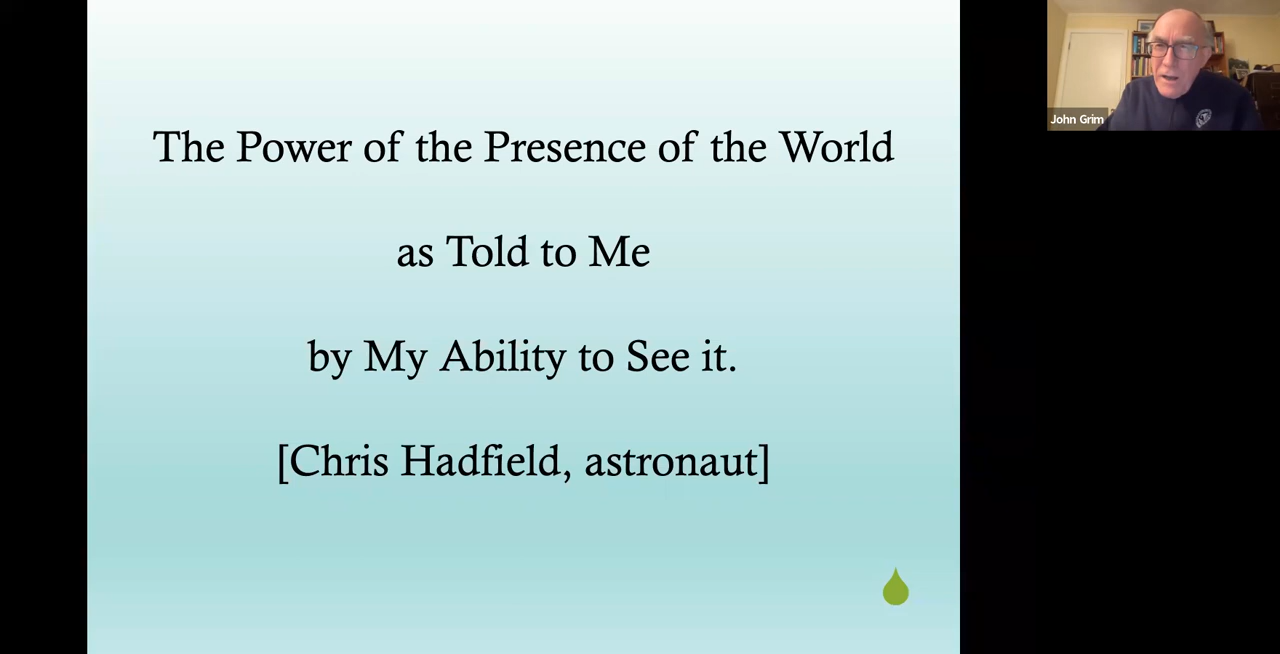 The Power of the Presence of the World
as Told to Me
by My Ability to See it.
[Chris Hadfield, astronaut]
John Grim